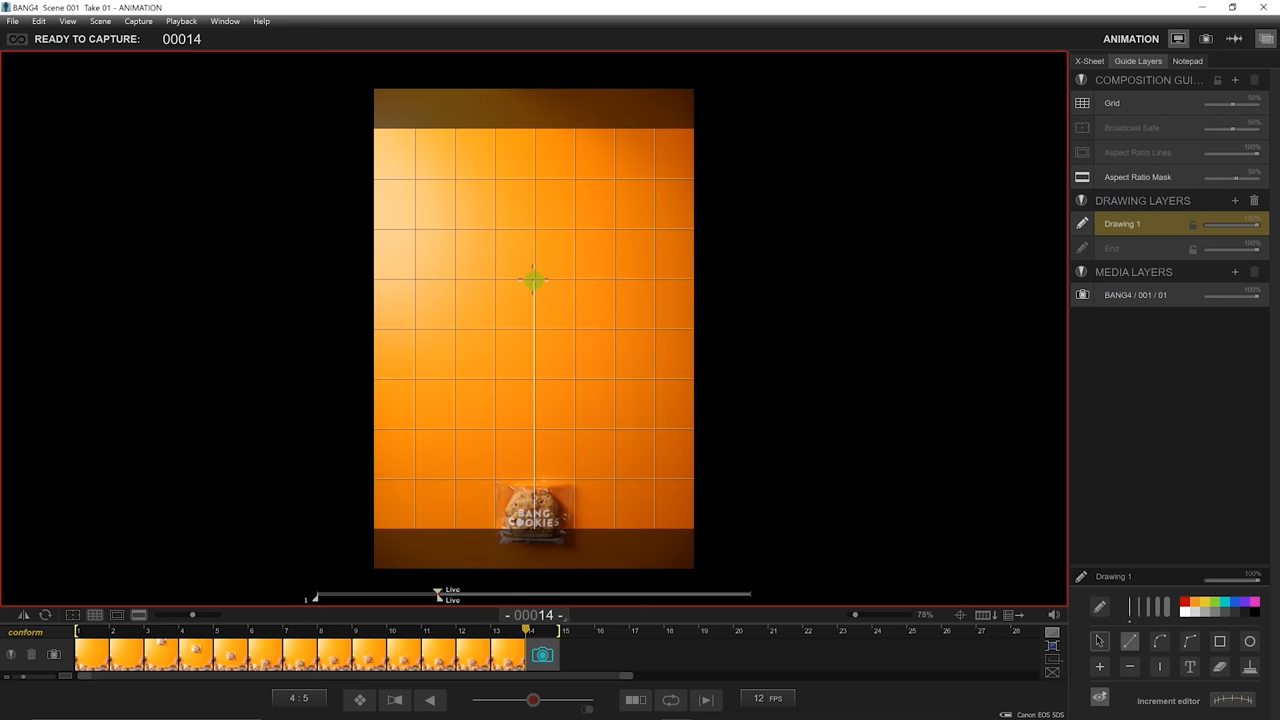 BANG4 Scene 001 Take 01 - ANIMATION
File Edit View Scene Capture Playback Window Help
READY TO CAPTURE: 00014
ANIMATION
X-Sheet Guide Layers Notepad
COMPOSITION GUI...
Grid 50%
Broadcast Safe 50%
Aspect Ratio Lines 100%
Aspect Ratio Mask 50%
DRAWING LAYERS
Drawing 1 100%
End 100%
MEDIA LAYERS
BANG4 / 001 / 01 100%
BANG
COOKIES
Drawing 1 100%
Live
1 Live
- 00014 -
75%
conform
1 2 3 4 5 6 7 8 9 10 11 12 13 14 15 16 17 18 19 20 21 22 23 24 25 26 27 28
T
4 : 5
12 FPS
Increment editor
Canon EOS 5DS